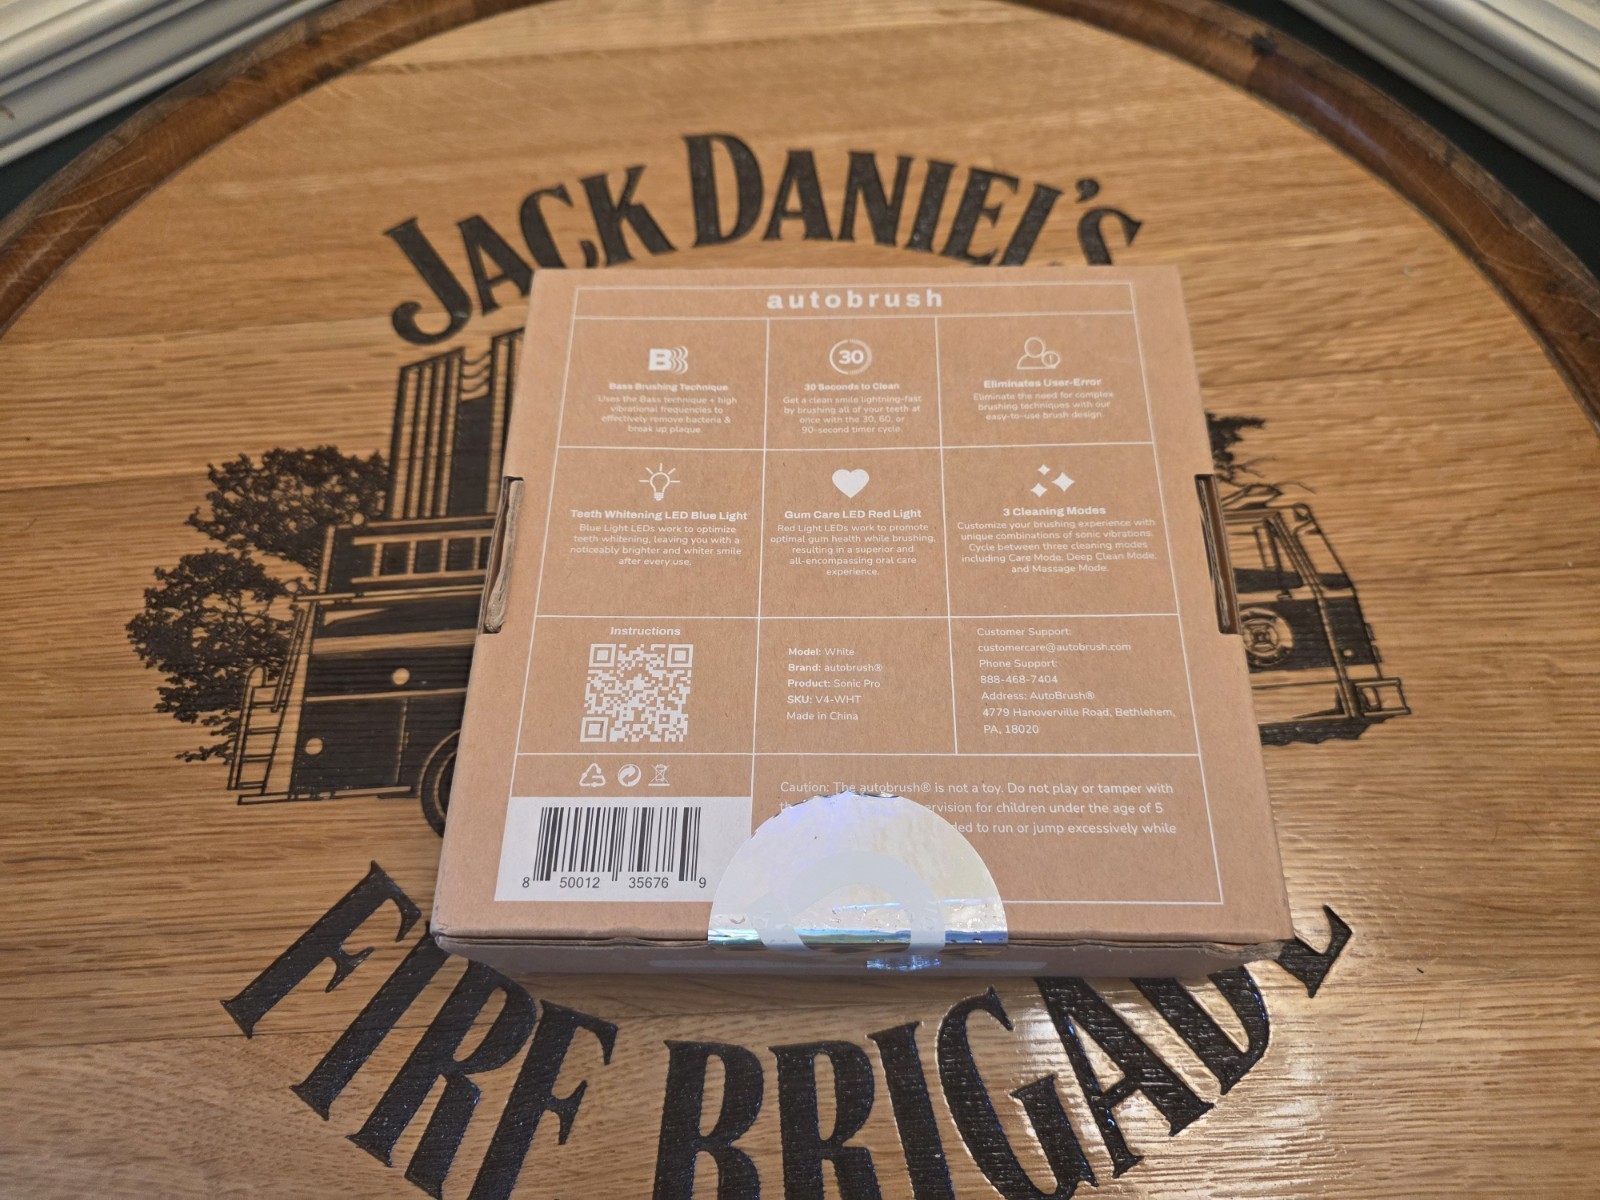 JACK DANIEL'S
autobrush
B
Bass Brushing Technique
Uses the Bass technique + high
vibrational frequencies to
effectively remove bacteria &
break up plaque.
30
30 Seconds to Clean
Get a clean smile lightning-fast
by brushing all of your teeth at
once with the 30, 60, or
90-second timer cycle.
Eliminates User-Error
Eliminate the need for complex
brushing techniques with our
easy-to-use brush design.
Teeth Whitening LED Blue Light
Blue Light LEDs work to optimize
teeth whitening, leaving you with a
noticeably brighter and whiter smile
after every use.
Gum Care LED Red Light
Red Light LEDs work to promote
optimal gum health while brushing,
resulting in a superior and
all-encompassing oral care
experience.
3 Cleaning Modes
Customize your brushing experience with
unique combinations of sonic vibrations.
Cycle between three cleaning modes
including Care Mode, Deep Clean Mode,
and Massage Mode.
Instructions
Model: White
Brand: autobrush®
Product: Sonic Pro
SKU: V4-WHT
Made in China
Customer Support:
customercare@autobrush.com
Phone Support:
888-468-7404
Address: AutoBrush®
4779 Hanoverville Road, Bethlehem,
PA, 18020
Caution: The autobrush® is not a toy. Do not play or tamper with
for children under the age of 5
to run or jump excessively while
8 50012 35676 9
FIRE BRIGADE